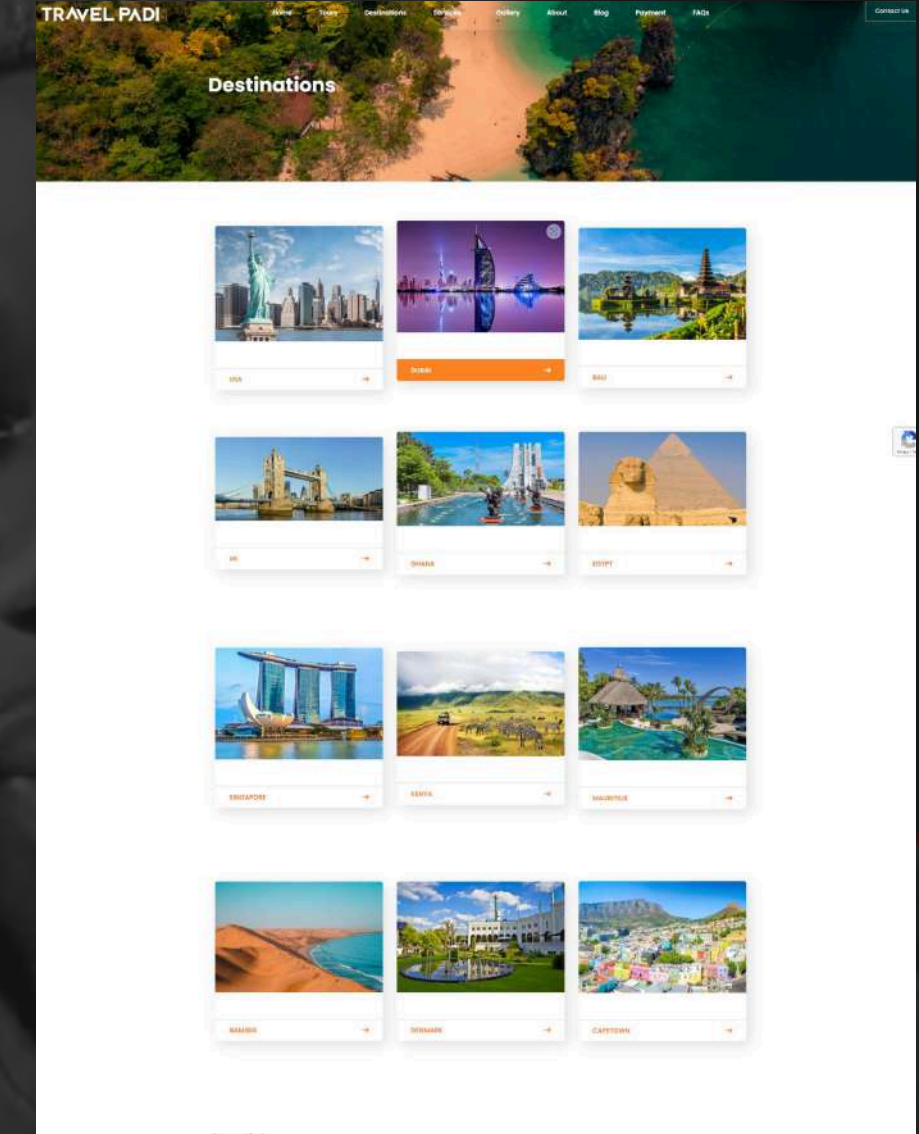 TRAVEL PADI
Home Tours Destinations Services Gallery About Blog Payment FAQs Contact Us
Destinations
USA
DUBAI
BALI
UK
GHANA
EGYPT
SINGAPORE
KENYA
MAURITIUS
NAMIBIA
DENMARK
CAPETOWN